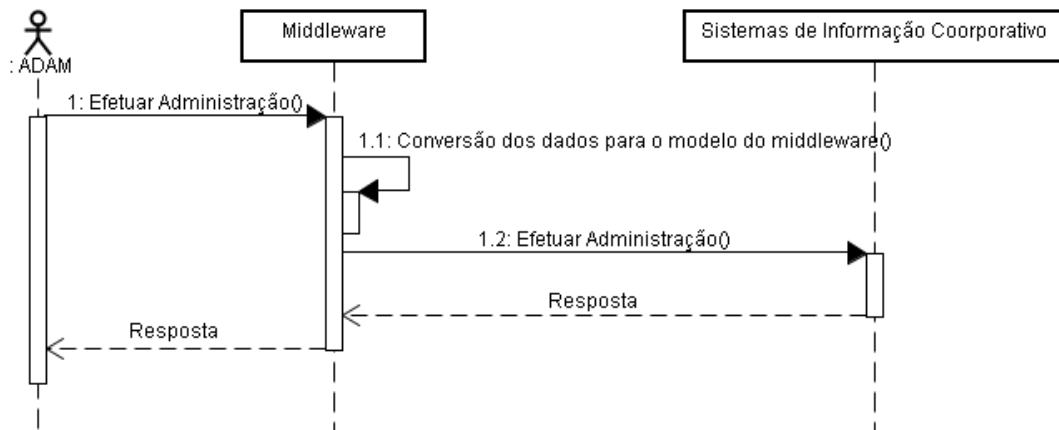 Middleware
Sistemas de Informação Coorporativo
: ADAM
1: Efetuar Administração()
1.1: Conversão dos dados para o modelo do middleware()
1.2: Efetuar Administração()
Resposta
Resposta